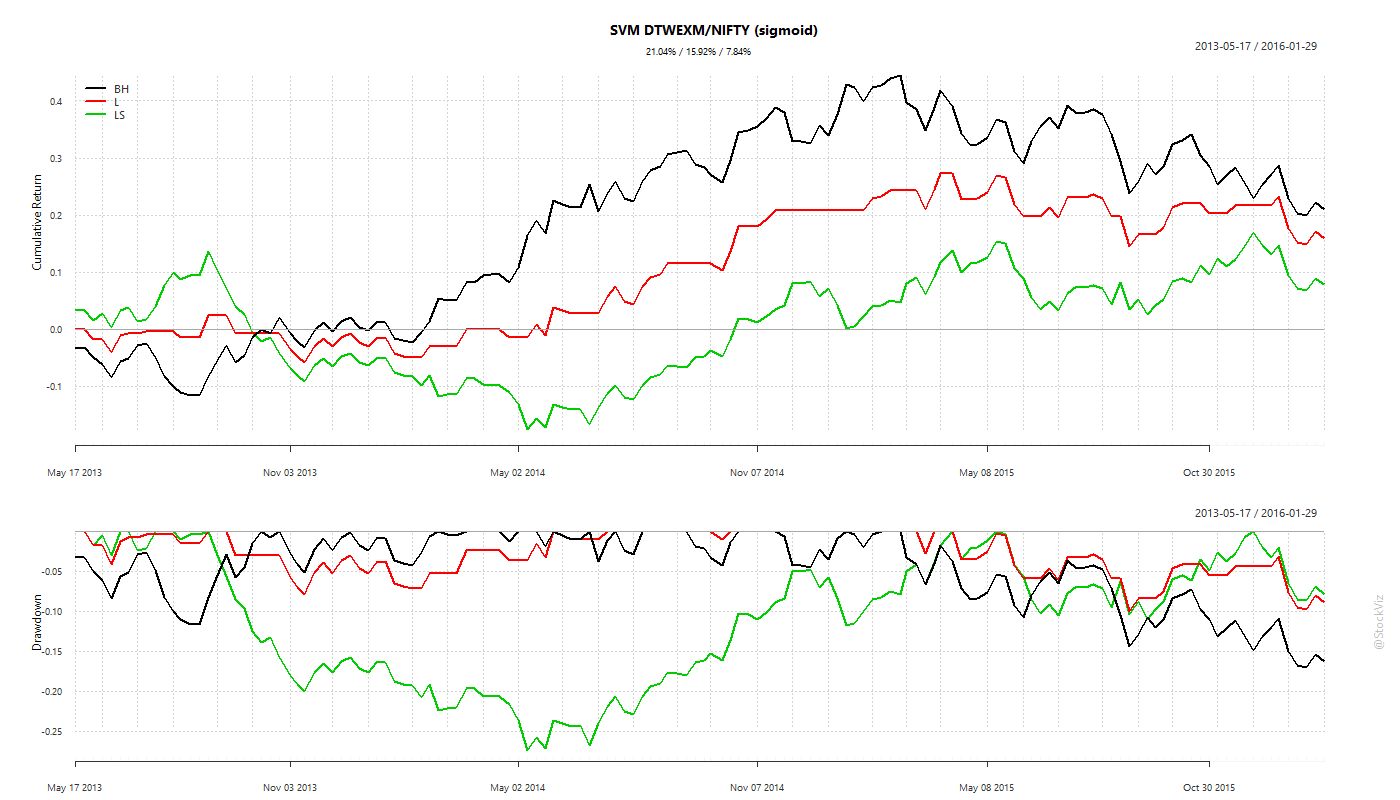 SVM DTWEXM/NIFTY (sigmoid)
21.04% / 15.92% / 7.84%
2013-05-17 / 2016-01-29
BH
L
LS
Cumulative Return
0.4
0.3
0.2
0.1
0.0
-0.1
May 17 2013
Nov 03 2013
May 02 2014
Nov 07 2014
May 08 2015
Oct 30 2015
2013-05-17 / 2016-01-29
Drawdown
-0.05
-0.10
-0.15
-0.20
-0.25
May 17 2013
Nov 03 2013
May 02 2014
Nov 07 2014
May 08 2015
Oct 30 2015
@StockViz